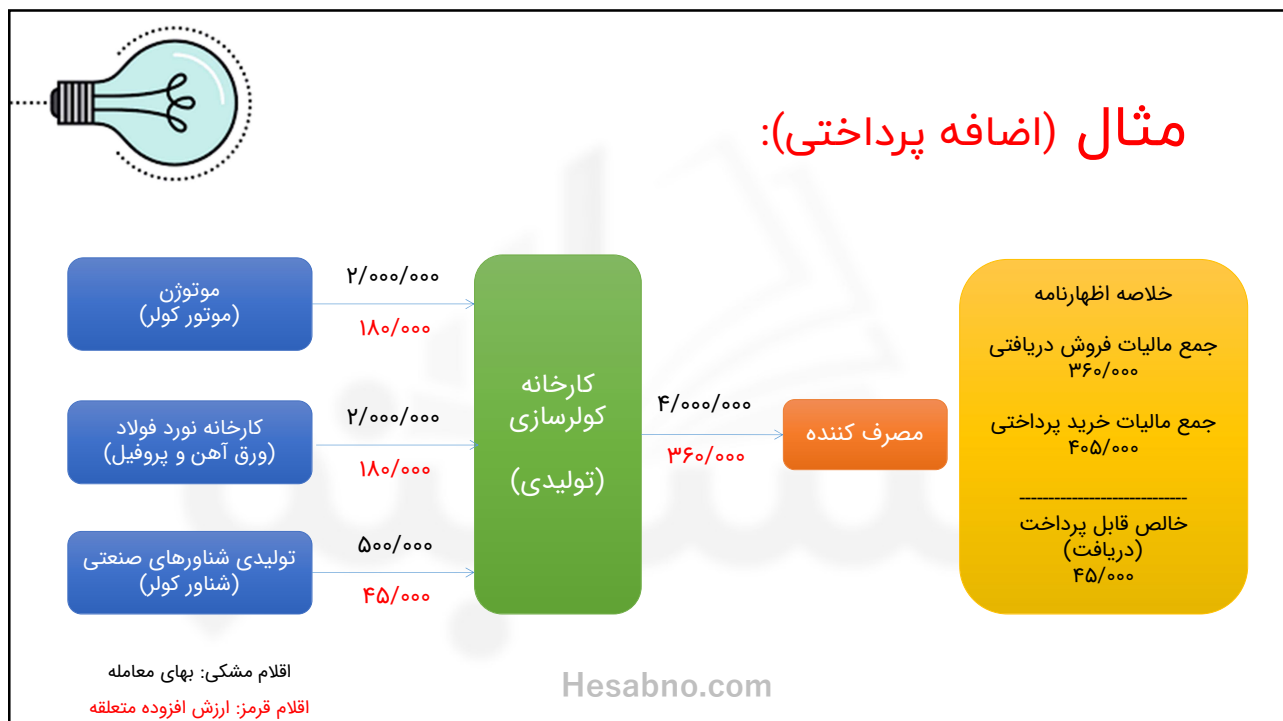 مثال (اضافه پرداختی):
موتوژن
(موتور کولر)
۲/۰۰۰/۰۰۰
۱۸۰/۰۰۰
کارخانه نورد فولاد
(ورق آهن و پروفیل)
۲/۰۰۰/۰۰۰
۱۸۰/۰۰۰
تولیدی شناورهای صنعتی
(شناور کولر)
۵۰۰/۰۰۰
۴۵/۰۰۰
کارخانه
کولرسازی
(تولیدی)
۴/۰۰۰/۰۰۰
۳۶۰/۰۰۰
مصرف کننده
خلاصه اظهارنامه
جمع مالیات فروش دریافتی
۳۶۰/۰۰۰
جمع مالیات خرید پرداختی
۴۰۵/۰۰۰
-----------------------------
خالص قابل پرداخت
(دریافت)
۴۵/۰۰۰
اقلام مشکی: بهای معامله
اقلام قرمز: ارزش افزوده متعلقه
Hesabno.com